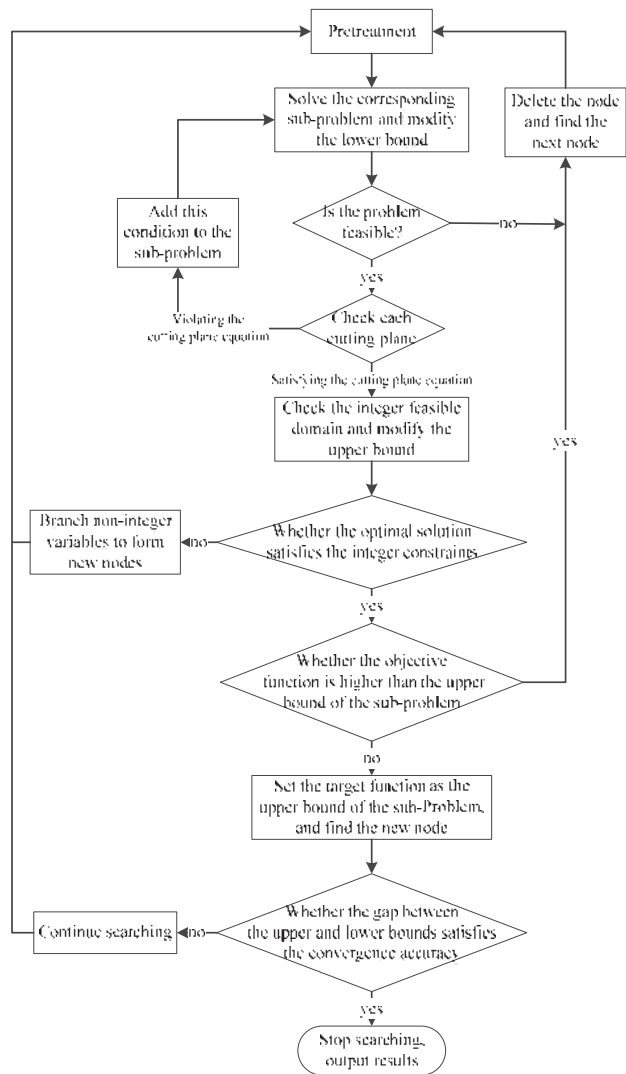 Pretreatment
Solve the corresponding
sub-problem and modify
the lower bound
Delete the node
and find the
next node
Add this
condition to the
sub-problem
Is the problem
feasible?
no
yes
Violating the
cutting plane equation
Check each
cutting plane
Satisfying the cutting plane equation
Check the integer feasible
domain and modify the
upper bound
yes
Branch non-integer
variables to form
new nodes
no
Whether the optimal solution
satisfies the integer constrains
yes
Whether the objective
function is higher than the upper
bound of the sub-problem
no
Set the target function as the
upper bound of the sub-Problem,
and find the new node
Continue searching
no
Whether the gap between
the upper and lower bounds satisfies
the convergence accuracy
yes
Stop searching,
output results